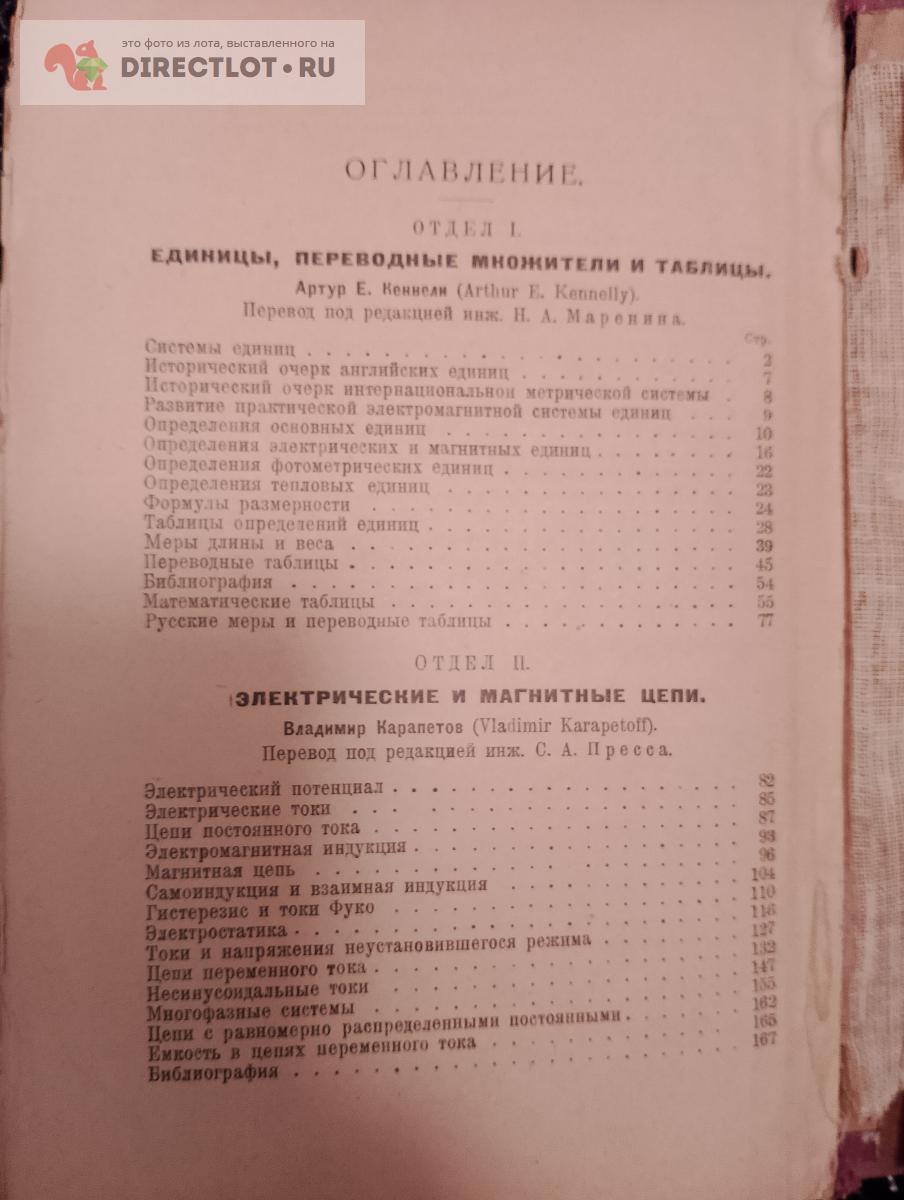 это фото из лота, выставленного на
DIRECTLOT•RU
ОГЛАВЛЕНИЕ.
ОТДЕЛ I.
ЕДИНИЦЫ, ПЕРЕВОДНЫЕ МНОЖИТЕЛИ И ТАБЛИЦЫ.
Артур Е. Кеннели (Arthur E. Kennelly).
Перевод под редакцией инж. Н. А. Маренина.
Стр.
Системы единиц . . . . . . . . . . . . . . . . . 2
Исторический очерк английских единиц . . . . . . . . . 7
Исторический очерк интернациональной метрической системы . 8
Развитие практической электромагнитной системы единиц . . . 9
Определения основных единиц . . . . . . . . . . . . 10
Определения электрических и магнитных единиц . . . . . . . 16
Определения фотометрических единиц . . . . . . . . . . 22
Определения тепловых единиц . . . . . . . . . . . . 23
Формулы размерности . . . . . . . . . . . . . . . 24
Таблицы определений единиц . . . . . . . . . . . . . 28
Меры длины и веса . . . . . . . . . . . . . . . . 39
Переводные таблицы . . . . . . . . . . . . . . . . 45
Библиография . . . . . . . . . . . . . . . . . . 54
Математические таблицы . . . . . . . . . . . . . . 55
Русские меры и переводные таблицы . . . . . . . . . . 77
ОТДЕЛ II.
ЭЛЕКТРИЧЕСКИЕ И МАГНИТНЫЕ ЦЕПИ.
Владимир Карапетов (Vladimir Karapetoff).
Перевод под редакцией инж. С. А. Пресса.
Электрический потенциал . . . . . . . . . . . . . . 82
Электрические токи . . . . . . . . . . . . . . . . 85
Цепи постоянного тока . . . . . . . . . . . . . . . 87
Электромагнитная индукция . . . . . . . . . . . . . 93
Магнитная цепь . . . . . . . . . . . . . . . . . 96
Самоиндукция и взаимная индукция . . . . . . . . . . 104
Гистерезис и токи Фуко . . . . . . . . . . . . . . 110
Электростатика . . . . . . . . . . . . . . . . . 116
Токи и напряжения неустановившегося режима . . . . . . . 127
Цепи переменного тока . . . . . . . . . . . . . . . 132
Несинусоидальные токи . . . . . . . . . . . . . . 147
Многофазные системы . . . . . . . . . . . . . . . 155
Цепи с равномерно распределенными постоянными . . . . . . 162
Емкость в цепях переменного тока . . . . . . . . . . 165
Библиография . . . . . . . . . . . . . . . . . . 167